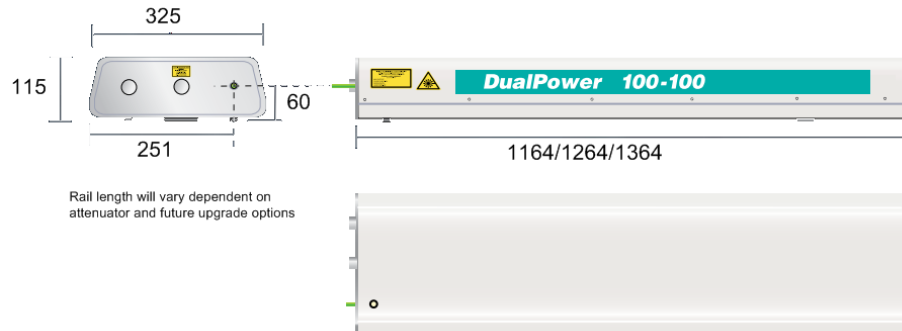 325
115
60
251
DualPower 100-100
1164/1264/1364
Rail length will vary dependent on
attenuator and future upgrade options